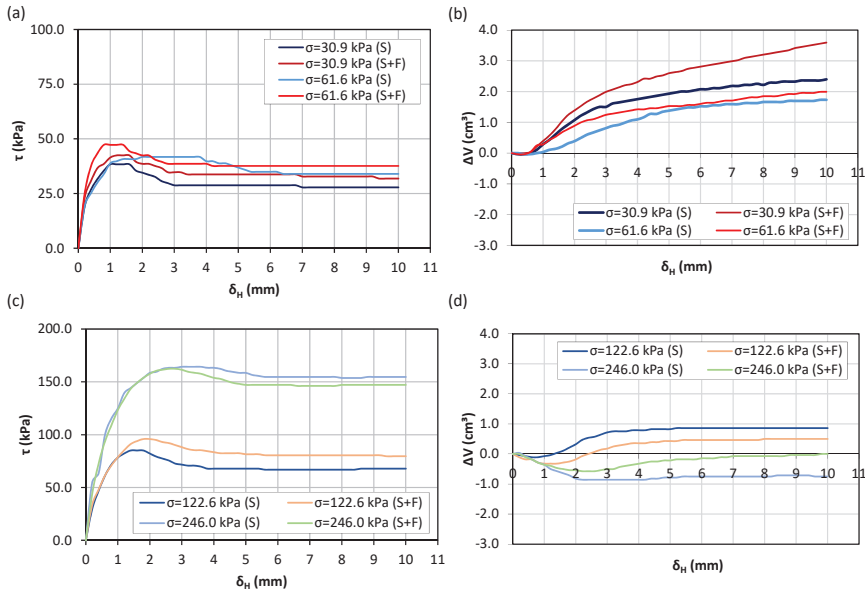 (a)
100.0
75.0
50.0
25.0
0.0
τ (kPa)
σ=30.9 kPa (S)
σ=30.9 kPa (S+F)
σ=61.6 kPa (S)
σ=61.6 kPa (S+F)
0 1 2 3 4 5 6 7 8 9 10 11
δH (mm)
(b)
4.0
3.0
2.0
1.0
0.0
-1.0
-2.0
-3.0
ΔV (cm³)
0 1 2 3 4 5 6 7 8 9 10 11
σ=30.9 kPa (S) σ=30.9 kPa (S+F)
σ=61.6 kPa (S) σ=61.6 kPa (S+F)
δH (mm)
(c)
200.0
150.0
100.0
50.0
0.0
τ (kPa)
σ=122.6 kPa (S) σ=122.6 kPa (S+F)
σ=246.0 kPa (S) σ=246.0 kPa (S+F)
0 1 2 3 4 5 6 7 8 9 10 11
δH (mm)
(d)
4.0
3.0
2.0
1.0
0.0
-1.0
-2.0
-3.0
ΔV (cm³)
σ=122.6 kPa (S) σ=122.6 kPa (S+F)
σ=246.0 kPa (S) σ=246.0 kPa (S+F)
0 1 2 3 4 5 6 7 8 9 10 11
δH (mm)